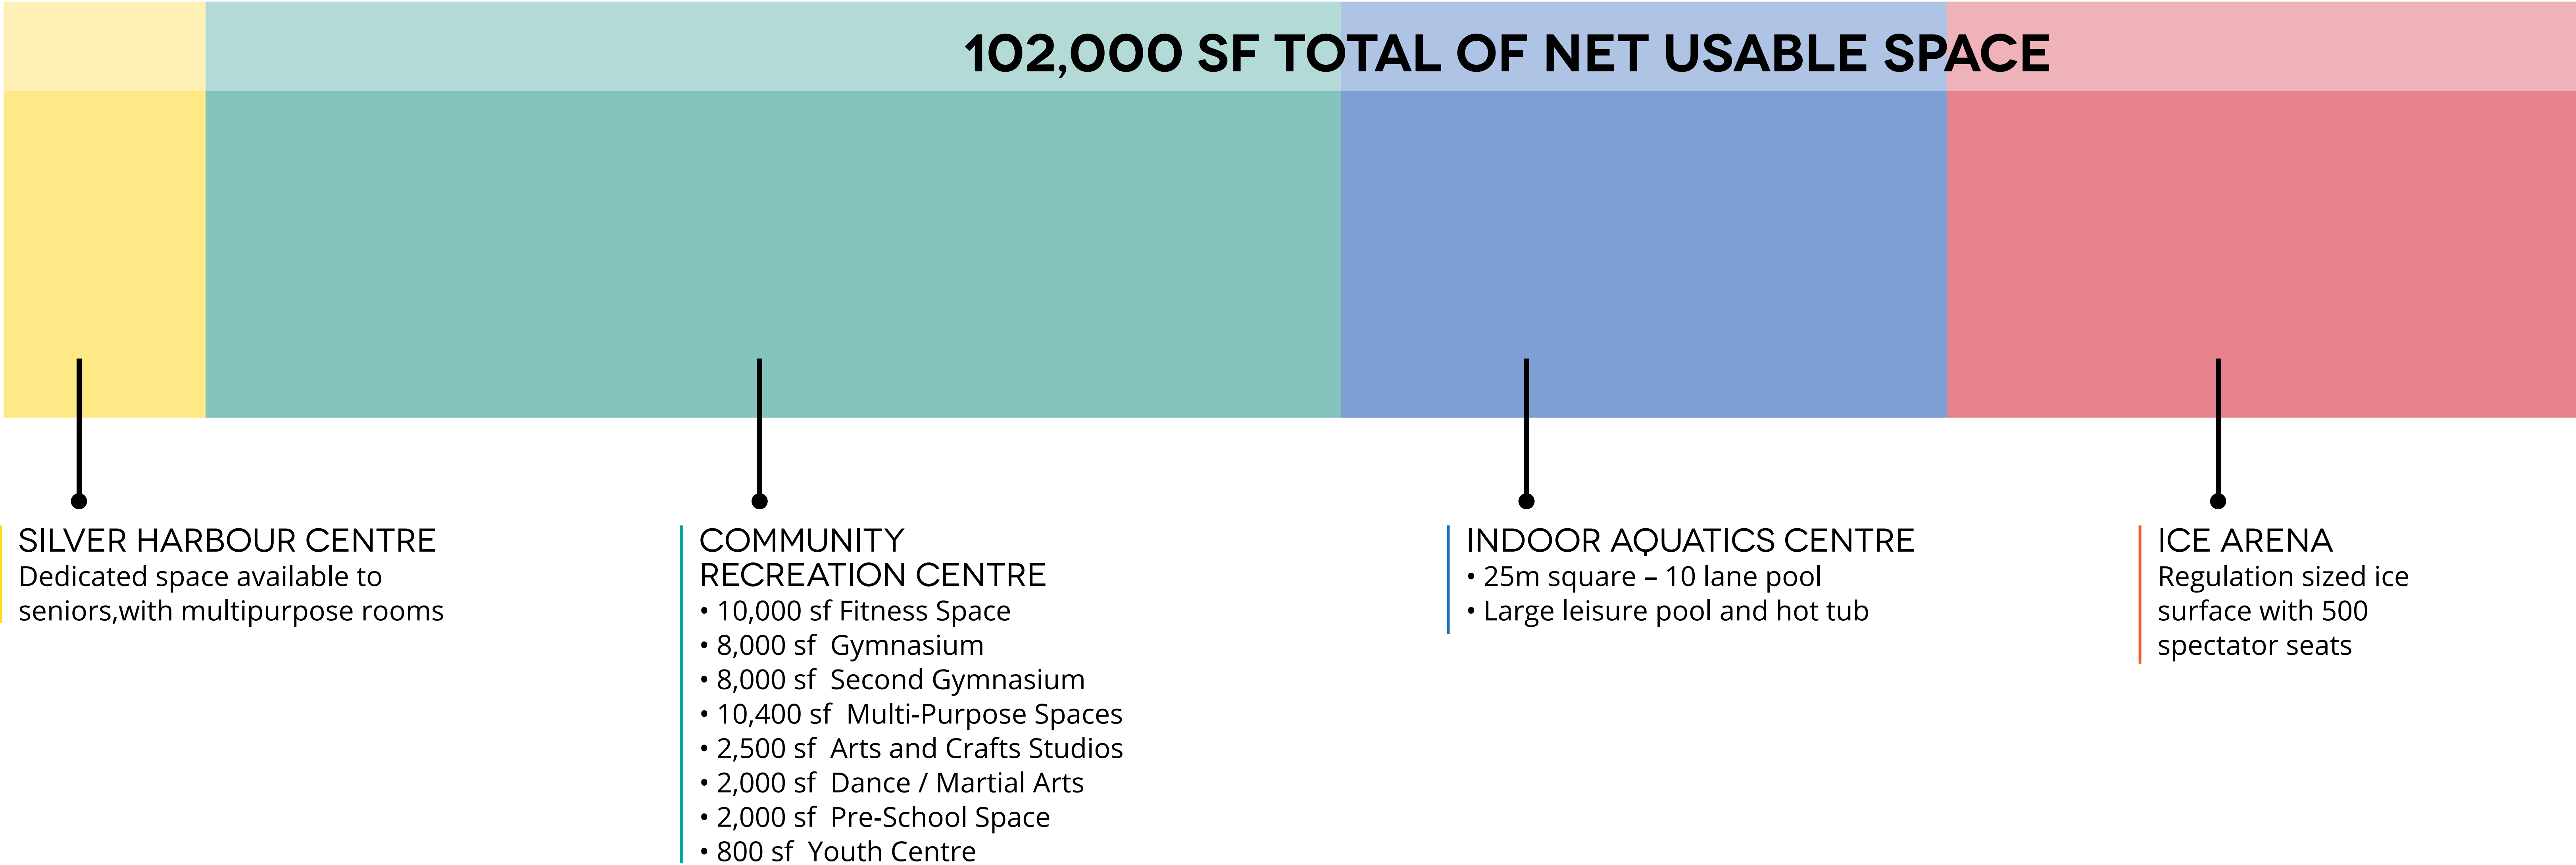 102,000 SF TOTAL OF NET USABLE SPACE
SILVER HARBOUR CENTRE
Dedicated space available to
seniors,with multipurpose rooms
COMMUNITY
RECREATION CENTRE
• 10,000 sf Fitness Space
• 8,000 sf  Gymnasium
• 8,000 sf  Second Gymnasium
• 10,400 sf  Multi-Purpose Spaces
• 2,500 sf  Arts and Crafts Studios
• 2,000 sf  Dance / Martial Arts
• 2,000 sf  Pre-School Space
• 800 sf  Youth Centre
INDOOR AQUATICS CENTRE
• 25m square – 10 lane pool
• Large leisure pool and hot tub
ICE ARENA
Regulation sized ice
surface with 500
spectator seats